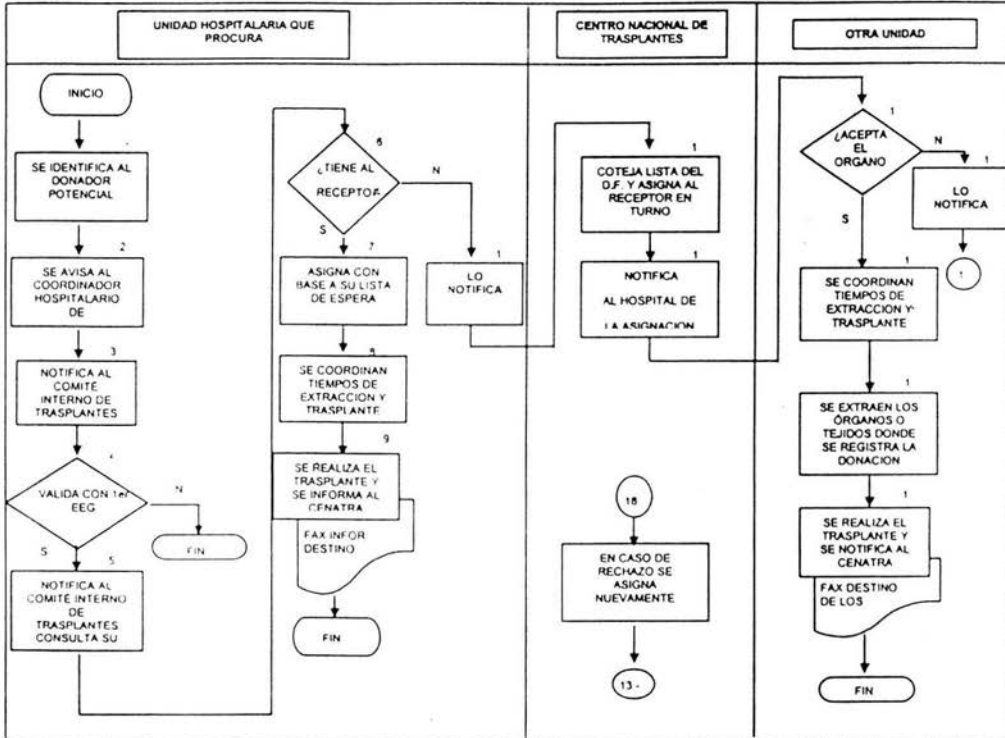 UNIDAD HOSPITALARIA QUE
PROCURA
CENTRO NACIONAL DE
TRASPLANTES
OTRA UNIDAD
INICIO
SE IDENTIFICA AL
DONADOR
POTENCIAL
2
SE AVISA AL
COORDINADOR
HOSPITALARIO
DE
3
NOTIFICA AL
COMITÉ
INTERNO DE
TRASPLANTES
VALIDA CON 1er
EEG
N
FIN
S
5
NOTIFICA AL
COMITÉ INTERNO
DE
TRASPLANTES
CONSULTA SU
6
¿TIENE AL
RECEPTOR
N
S
7
ASIGNA CON
BASE A SU LISTA
DE ESPERA
1
LO
NOTIFICA
8
SE COORDINAN
TIEMPOS DE
EXTRACCION Y
TRASPLANTE
9
SE REALIZA EL
TRASPLANTE Y
SE INFORMA AL
CENATRA
FAX INFOR
DESTINO
FIN
1
COTEJA LISTA DEL
D.F. Y ASIGNA AL
RECEPTOR EN
TURNO
1
NOTIFICA
AL HOSPITAL DE
LA ASIGNACION
18
EN CASO DE
RECHAZO SE
ASIGNA
NUEVAMENTE
13 -
1
¿ACEPTA
EL
ORGANO
N
1
LO
NOTIFICA
1
S
1
SE COORDINAN
TIEMPOS DE
EXTRACCION Y
TRASPLANTE
1
SE EXTRAEN LOS
ÓRGANOS O
TEJIDOS DONDE
SE REGISTRA LA
DONACION
1
SE REALIZA EL
TRASPLANTE Y
SE NOTIFICA AL
CENATRA
FAX DESTINO
DE LOS
FIN